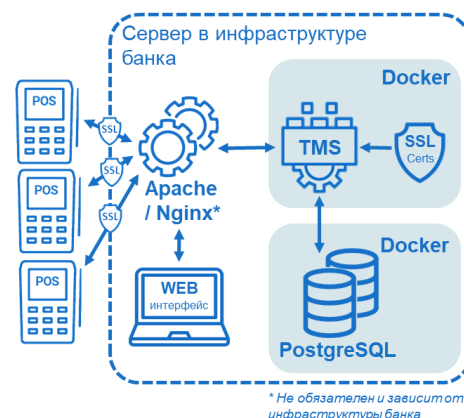 Сервер в инфраструктуре
банка
Docker
POS
SSL
TMS
SSL
Certs
SSL
POS
Apache
/ Nginx*
SSL
Docker
POS
WEB
интерфейс
PostgreSQL
* Не обязателен и зависит от
инфраструктуры банка